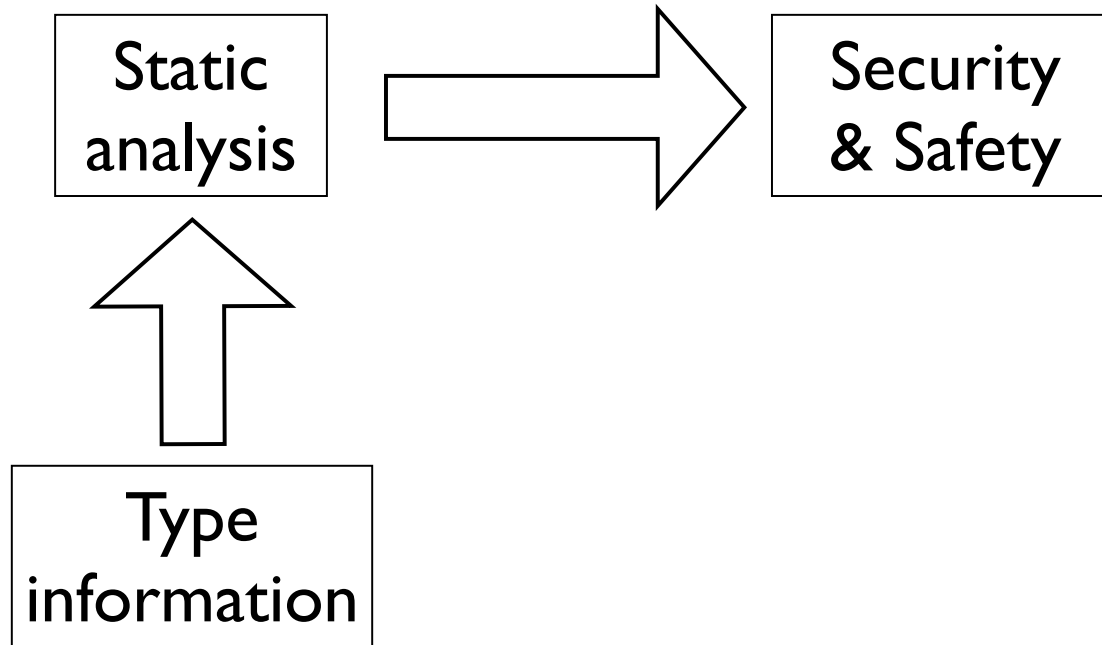 Static
analysis
Security
& Safety
Type
information